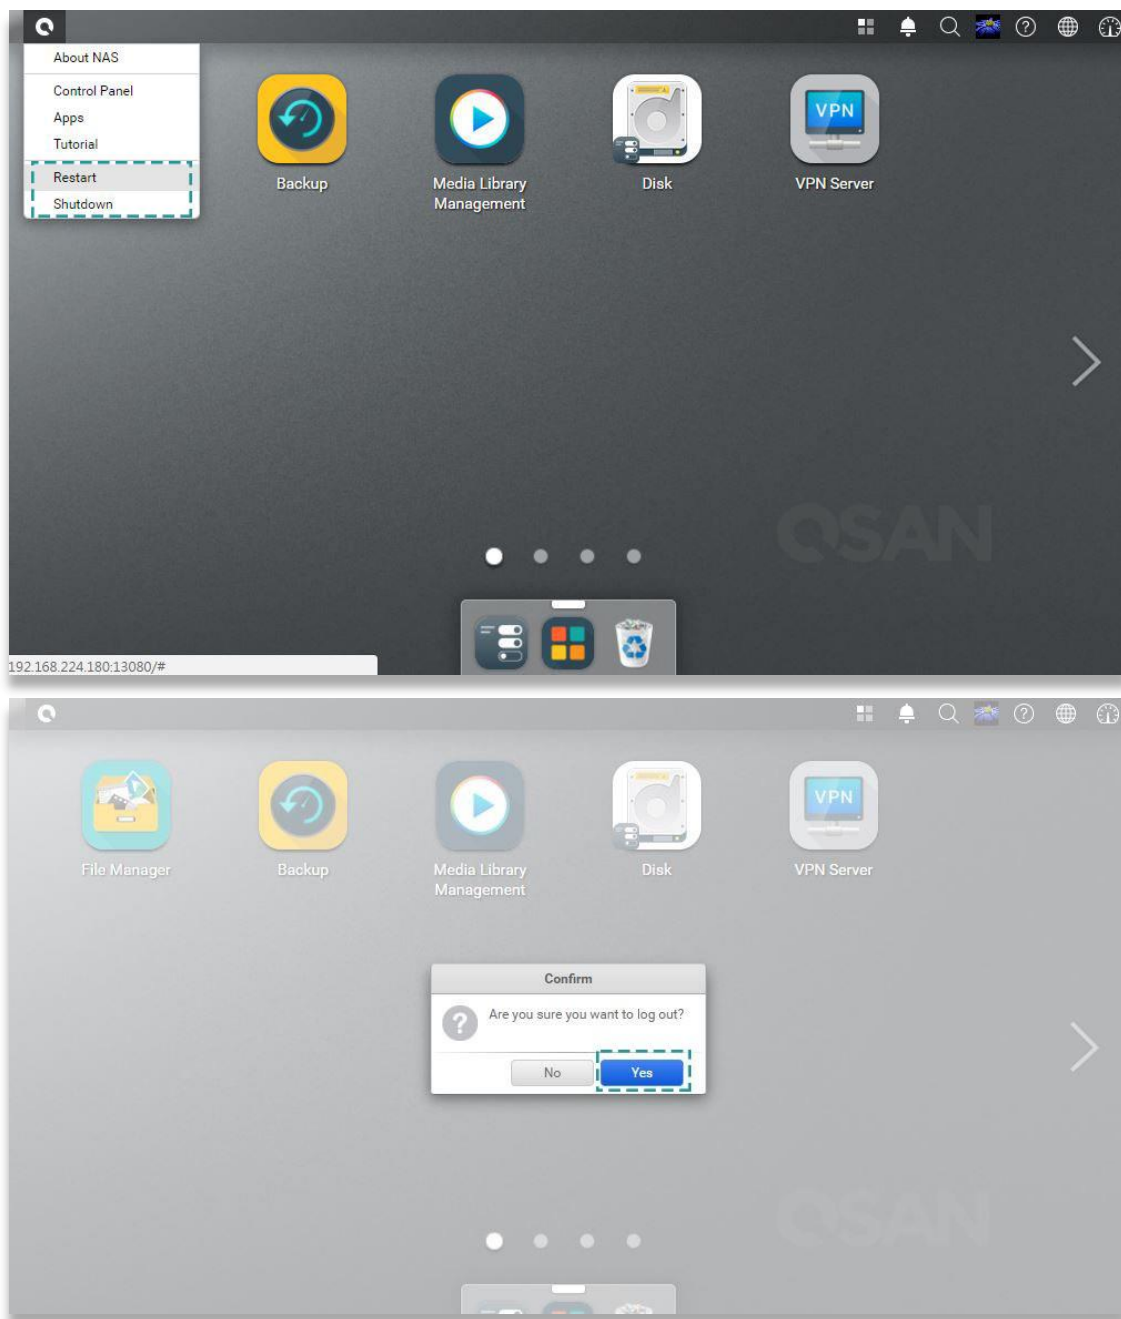 About NAS
Control Panel
Apps
Tutorial
Restart
Shutdown
Backup
Media Library
Management
Disk
VPN
VPN Server
QSAN
192.168.224.180:13080/#
File Manager
Backup
Media Library
Management
Disk
VPN
VPN Server
Confirm
Are you sure you want to log out?
No
Yes
QSAN